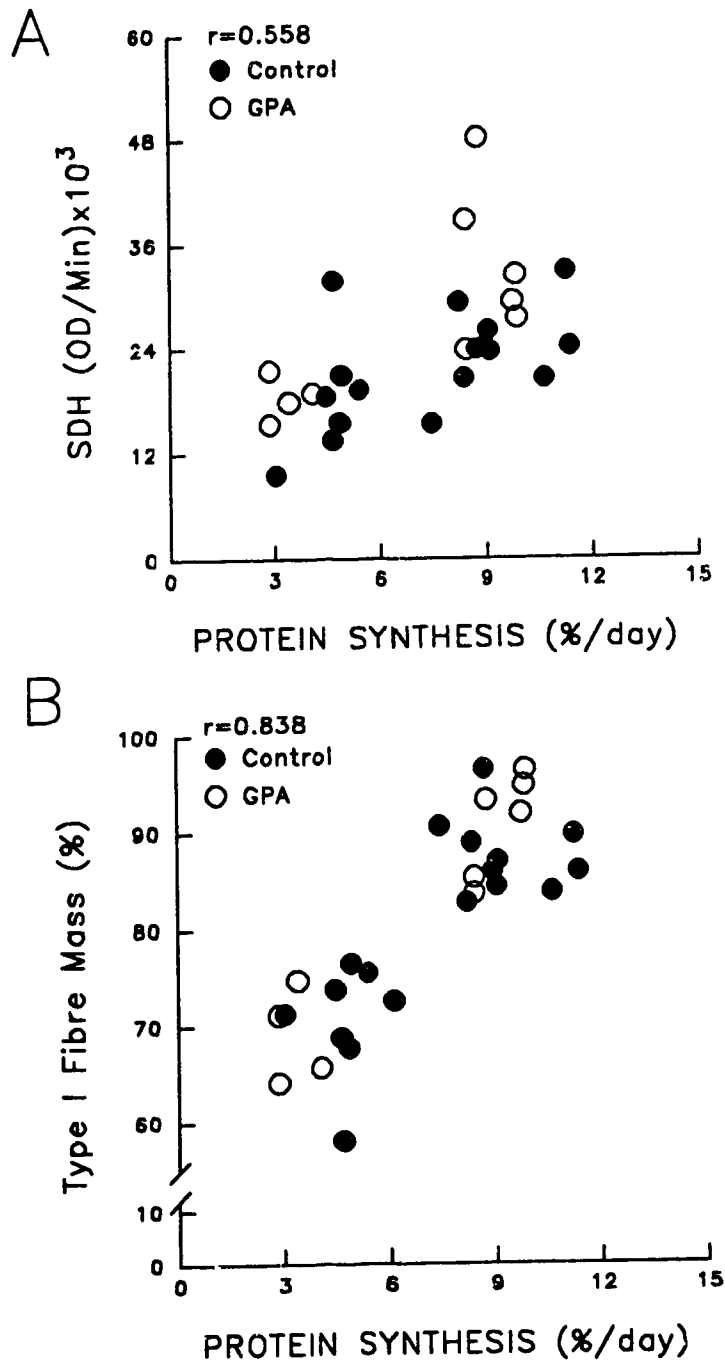 A
r=0.558
Control
GPA
SDH (OD/Min)x10³
60
48
36
24
12
0
0 3 6 9 12 15
PROTEIN SYNTHESIS (%/day)
B
r=0.838
Control
GPA
Type I Fibre Mass (%)
100
90
80
70
60
10
0
0 3 6 9 12 15
PROTEIN SYNTHESIS (%/day)